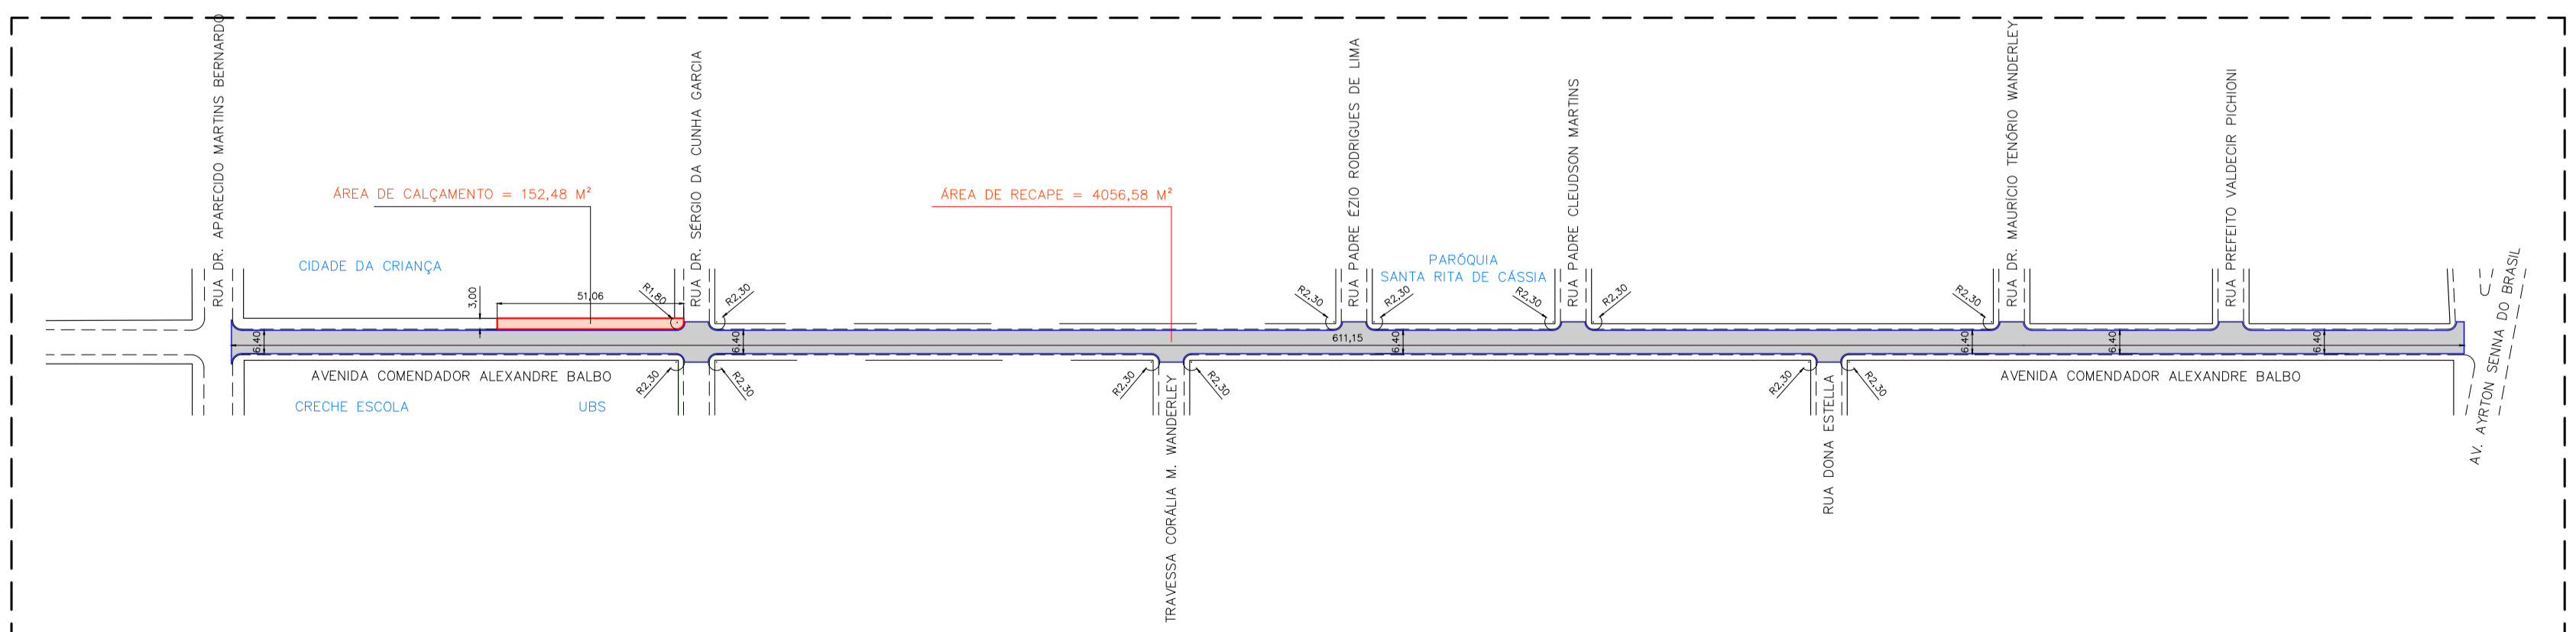 RUA DR. APARECIDO MARTINS BERNARDO
RUA DR. SÉRGIO DA CUNHA GARCIA
RUA PADRE ÉZIO RODRIGUES DE LIMA
RUA PADRE CLEUDSON MARTINS
RUA DR. MAURÍCIO TENÓRIO WANDERLEY
RUA PREFEITO VALDECIR PICHIONI
ÁREA DE CALÇAMENTO = 152,48 M²
ÁREA DE RECAPE = 4056,58 M²
CIDADE DA CRIANÇA
PARÓQUIA
SANTA RITA DE CÁSSIA
3,00
51,06
R1,80
R2,30
R2,30
R2,30
R2,30
R2,30
R2,30
6,40
6,40
611,15
6,40
6,40
6,40
6,40
AVENIDA COMENDADOR ALEXANDRE BALBO
R2,30
R2,30
R2,30
R2,30
R2,30
R2,30
AVENIDA COMENDADOR ALEXANDRE BALBO
CRECHE ESCOLA
UBS
TRAVESSA CORÁLIA M. WANDERLEY
RUA DONA ESTELLA
AV. AYRTON SENNA DO BRASIL